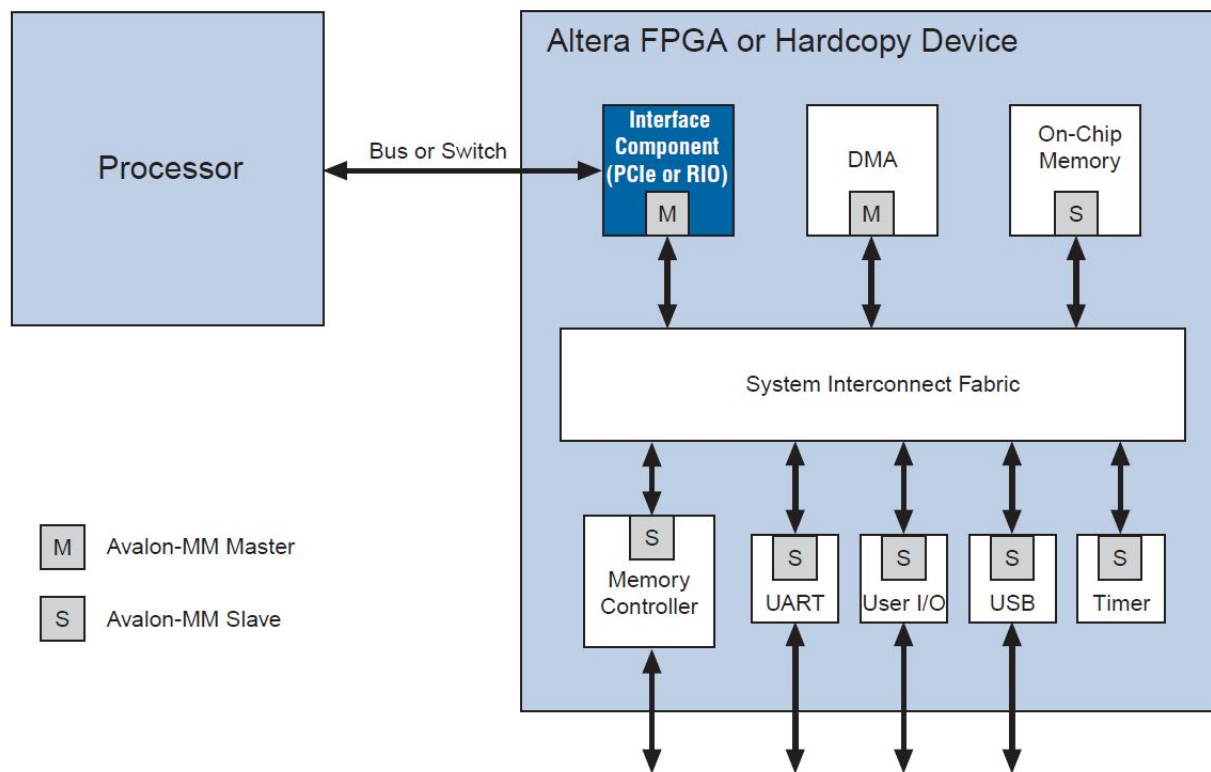 Processor
Bus or Switch
Altera FPGA or Hardcopy Device
Interface
Component
(PCIe or RIO)
M
DMA
M
On-Chip
Memory
S
System Interconnect Fabric
S
Memory
Controller
S
UART
S
User I/O
S
USB
S
Timer
M Avalon-MM Master
S Avalon-MM Slave